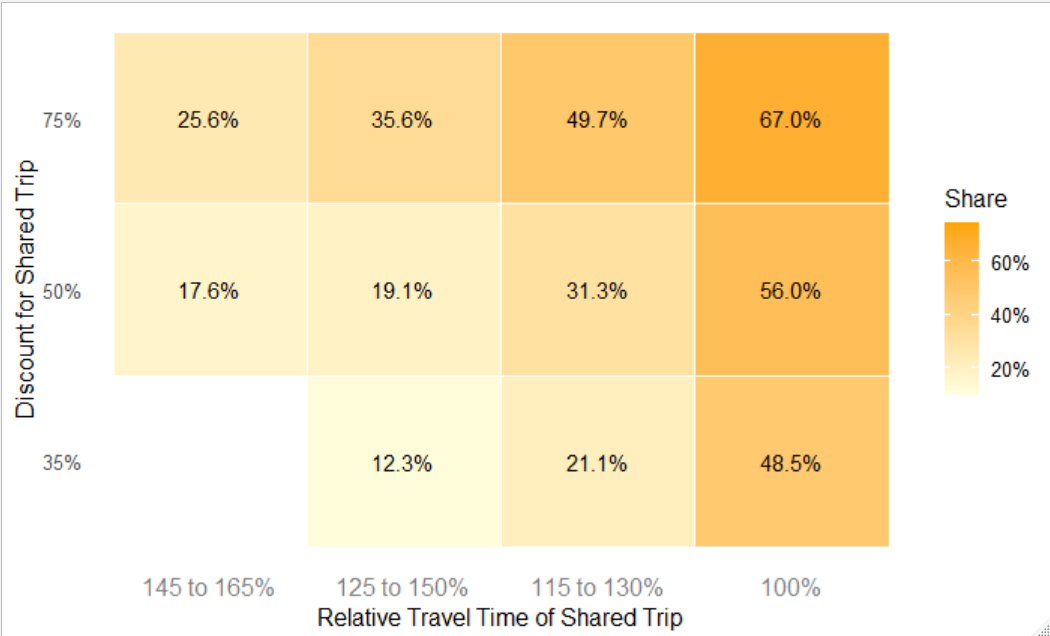 75% 25.6% 35.6% 49.7% 67.0%
Discount for Shared Trip
50% 17.6% 19.1% 31.3% 56.0%
35% 12.3% 21.1% 48.5%
145 to 165% 125 to 150% 115 to 130% 100%
Relative Travel Time of Shared Trip
Share
60%
40%
20%